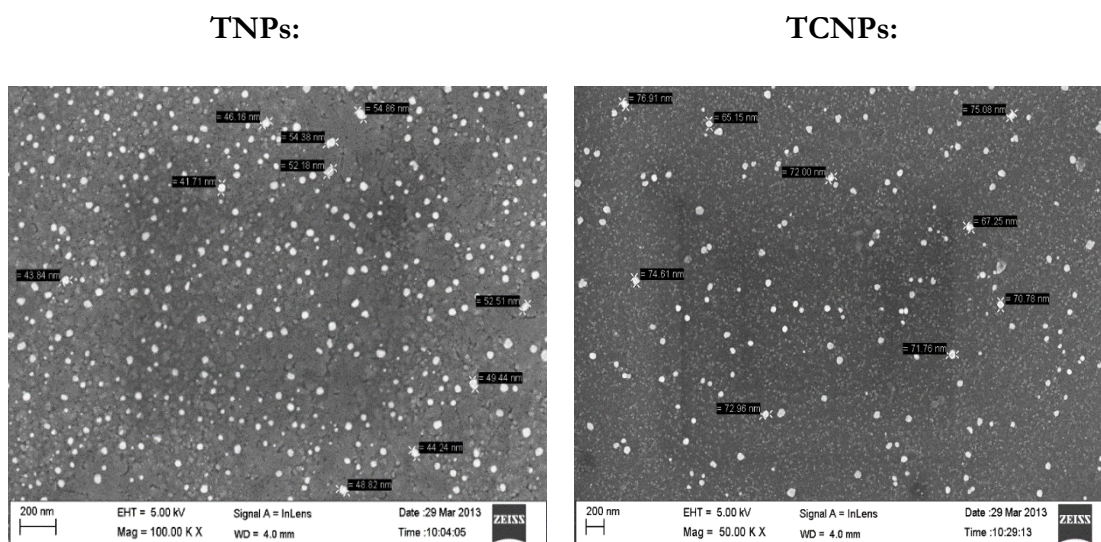 TNPs:
= 54.86 nm
= 46.16 nm
= 54.38 nm
= 52.18 nm
= 41.71 nm
= 43.84 nm
= 52.51 nm
= 49.44 nm
= 44.24 nm
= 48.82 nm
200 nm
EHT = 5.00 kV
Signal A = InLens
Date :29 Mar 2013
ZEISS
Mag = 100.00 K X
WD = 4.0 mm
Time :10:04:05
TCNPs:
= 76.91 nm
= 65.15 nm
= 75.08 nm
= 72.00 nm
= 67.25 nm
= 74.61 nm
= 70.78 nm
= 71.76 nm
= 72.96 nm
200 nm
EHT = 5.00 kV
Signal A = InLens
Date :29 Mar 2013
ZEISS
Mag = 50.00 K X
WD = 4.0 mm
Time :10:29:13